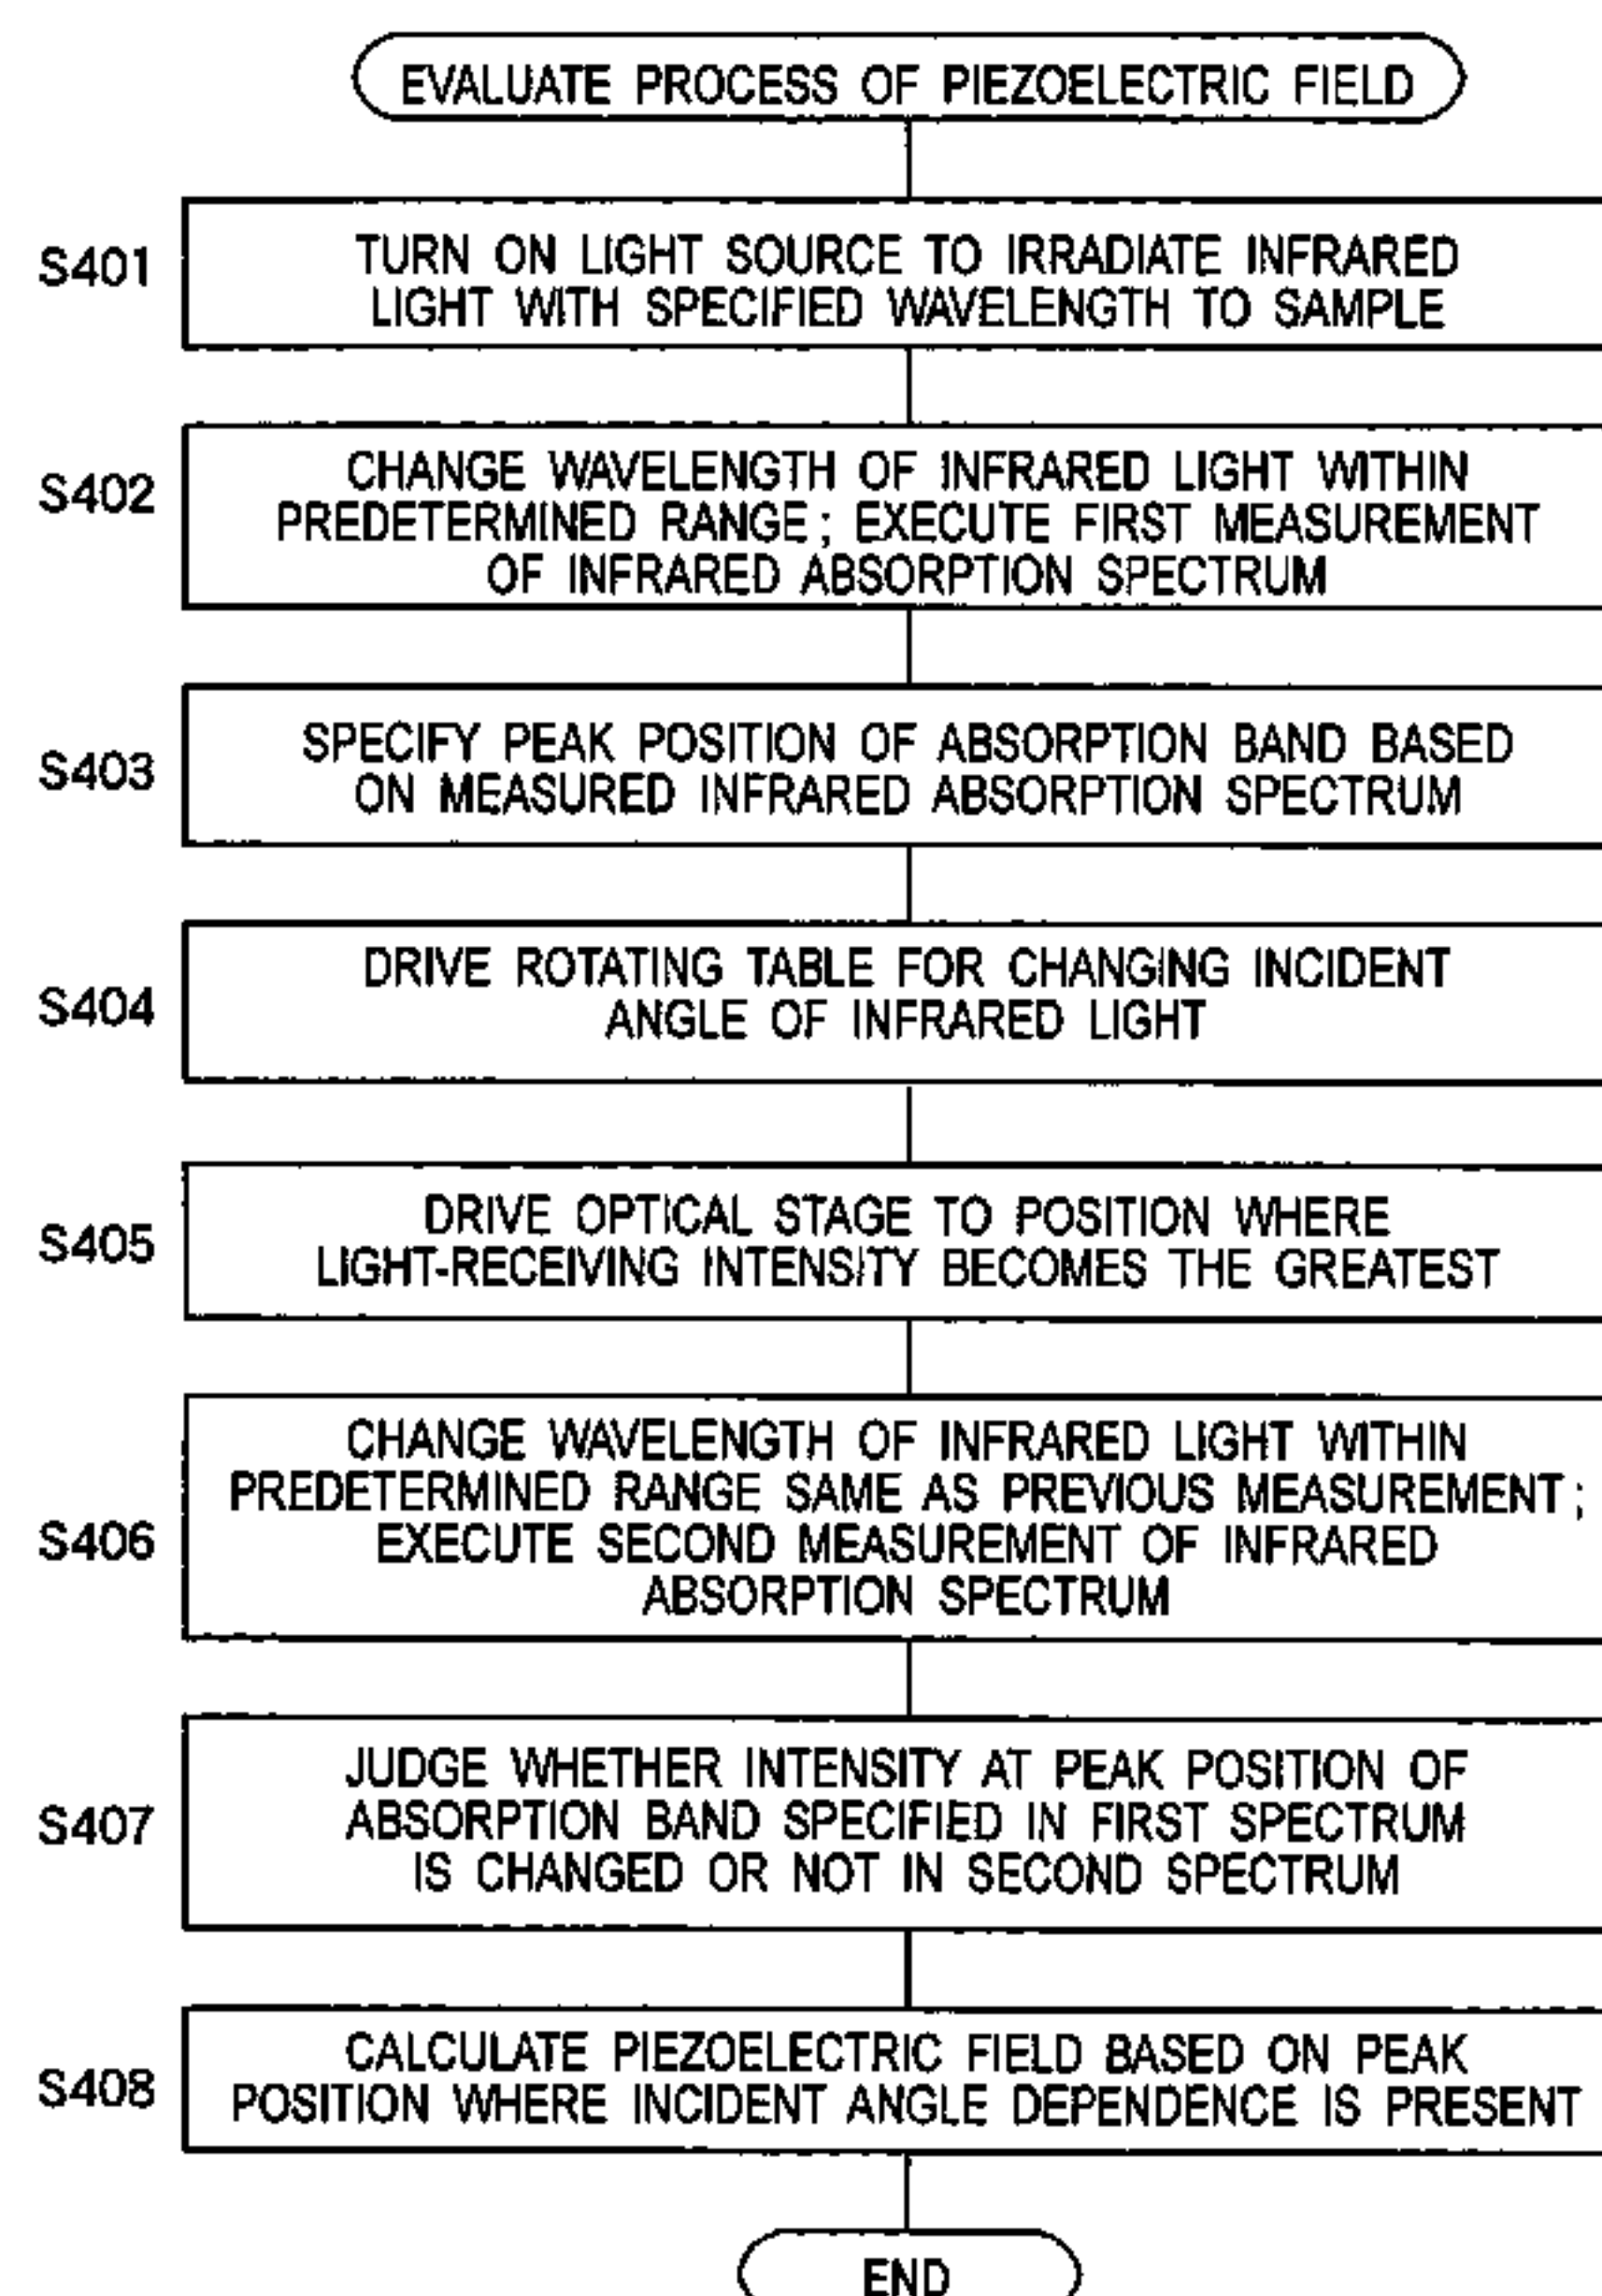 EVALUATE PROCESS OF PIEZOELECTRIC FIELD
S401
TURN ON LIGHT SOURCE TO IRRADIATE INFRARED
LIGHT WITH SPECIFIED WAVELENGTH TO SAMPLE
S402
CHANGE WAVELENGTH OF INFRARED LIGHT WITHIN
PREDETERMINED RANGE; EXECUTE FIRST MEASUREMENT
OF INFRARED ABSORPTION SPECTRUM
S403
SPECIFY PEAK POSITION OF ABSORPTION BAND BASED
ON MEASURED INFRARED ABSORPTION SPECTRUM
S404
DRIVE ROTATING TABLE FOR CHANGING INCIDENT
ANGLE OF INFRARED LIGHT
S405
DRIVE OPTICAL STAGE TO POSITION WHERE
LIGHT-RECEIVING INTENSITY BECOMES THE GREATEST
S406
CHANGE WAVELENGTH OF INFRARED LIGHT WITHIN
PREDETERMINED RANGE SAME AS PREVIOUS MEASUREMENT;
EXECUTE SECOND MEASUREMENT OF INFRARED
ABSORPTION SPECTRUM
S407
JUDGE WHETHER INTENSITY AT PEAK POSITION OF
ABSORPTION BAND SPECIFIED IN FIRST SPECTRUM
IS CHANGED OR NOT IN SECOND SPECTRUM
S408
CALCULATE PIEZOELECTRIC FIELD BASED ON PEAK
POSITION WHERE INCIDENT ANGLE DEPENDENCE IS PRESENT
END